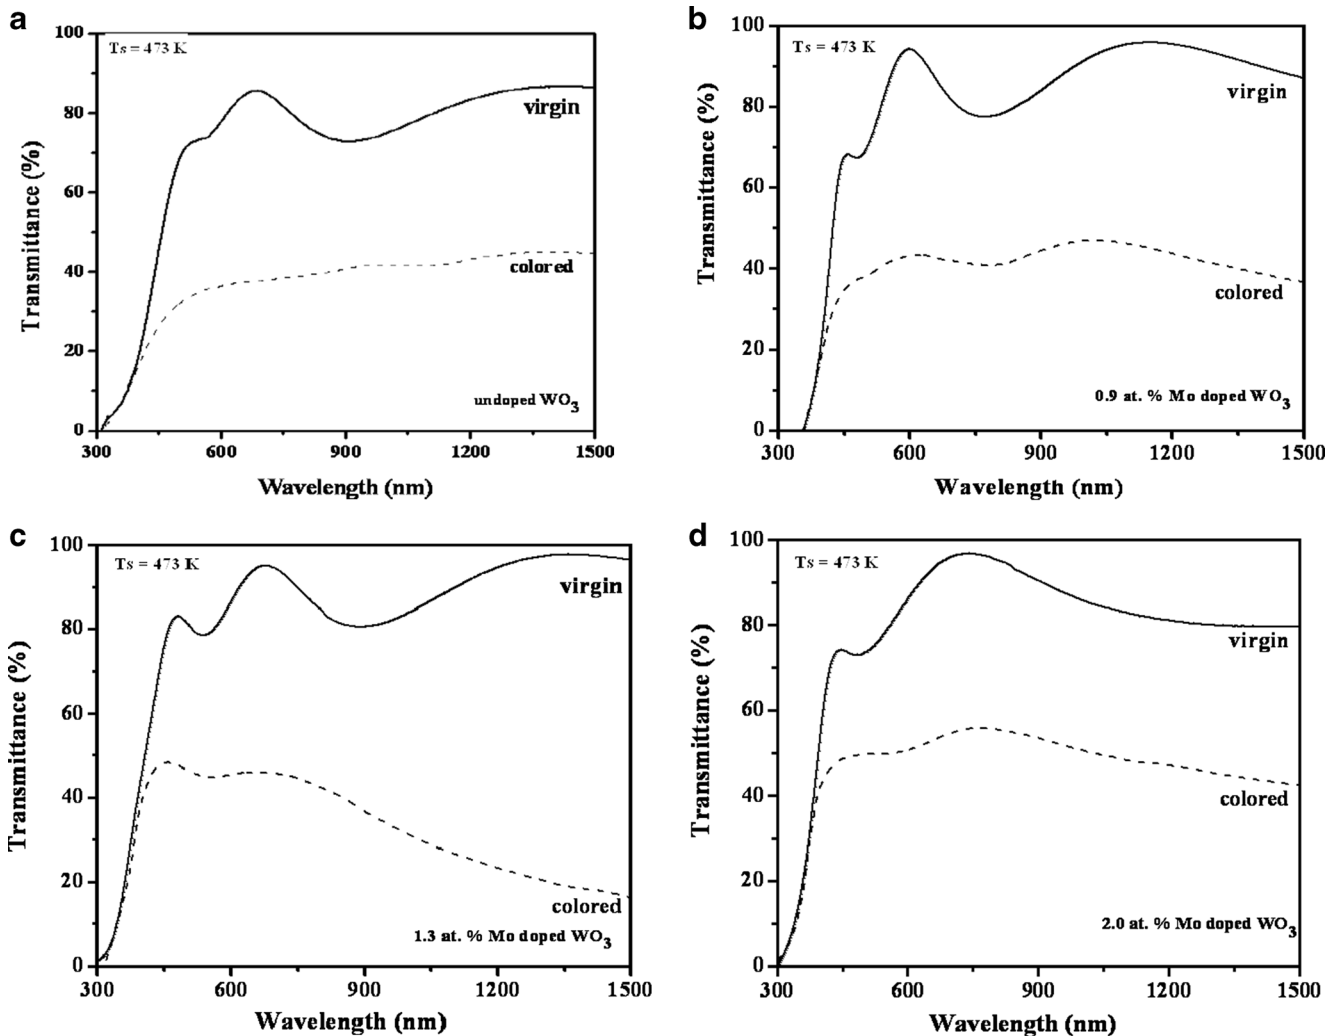 a
100
80
60
40
20
0
Ts = 473 K
virgin
colored
undoped WO3
300 600 900 1200 1500
Transmittance (%)
Wavelength (nm)
b
100
80
60
40
20
0
Ts = 473 K
virgin
colored
0.9 at. % Mo doped WO3
300 600 900 1200 1500
Transmittance (%)
Wavelength (nm)
c
100
80
60
40
20
0
Ts = 473 K
virgin
colored
1.3 at. % Mo doped WO3
300 600 900 1200 1500
Transmittance (%)
Wavelength (nm)
d
100
80
60
40
20
0
Ts = 473 K
virgin
colored
2.0 at. % Mo doped WO3
300 600 900 1200 1500
Transmittance (%)
Wavelength (nm)